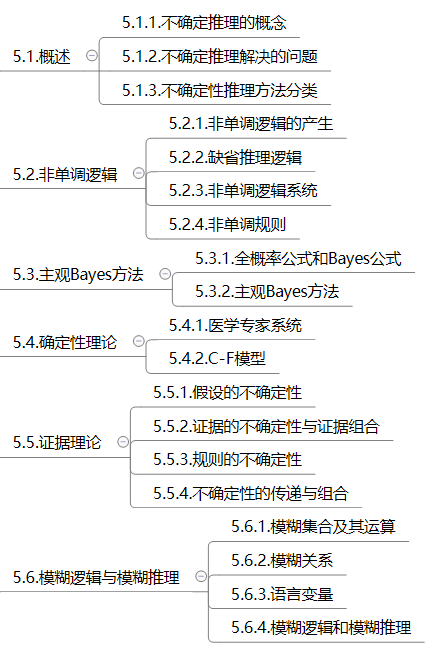 5.1.概述
5.1.1.不确定推理的概念
5.1.2.不确定推理解决的问题
5.1.3.不确定性推理方法分类
5.2.非单调逻辑
5.2.1.非单调逻辑的产生
5.2.2.缺省推理逻辑
5.2.3.非单调逻辑系统
5.2.4.非单调规则
5.3.主观Bayes方法
5.3.1.全概率公式和Bayes公式
5.3.2.主观Bayes方法
5.4.确定性理论
5.4.1.医学专家系统
5.4.2.C-F模型
5.5.证据理论
5.5.1.假设的不确定性
5.5.2.证据的不确定性与证据组合
5.5.3.规则的不确定性
5.5.4.不确定性的传递与组合
5.6.模糊逻辑与模糊推理
5.6.1.模糊集合及其运算
5.6.2.模糊关系
5.6.3.语言变量
5.6.4.模糊逻辑和模糊推理